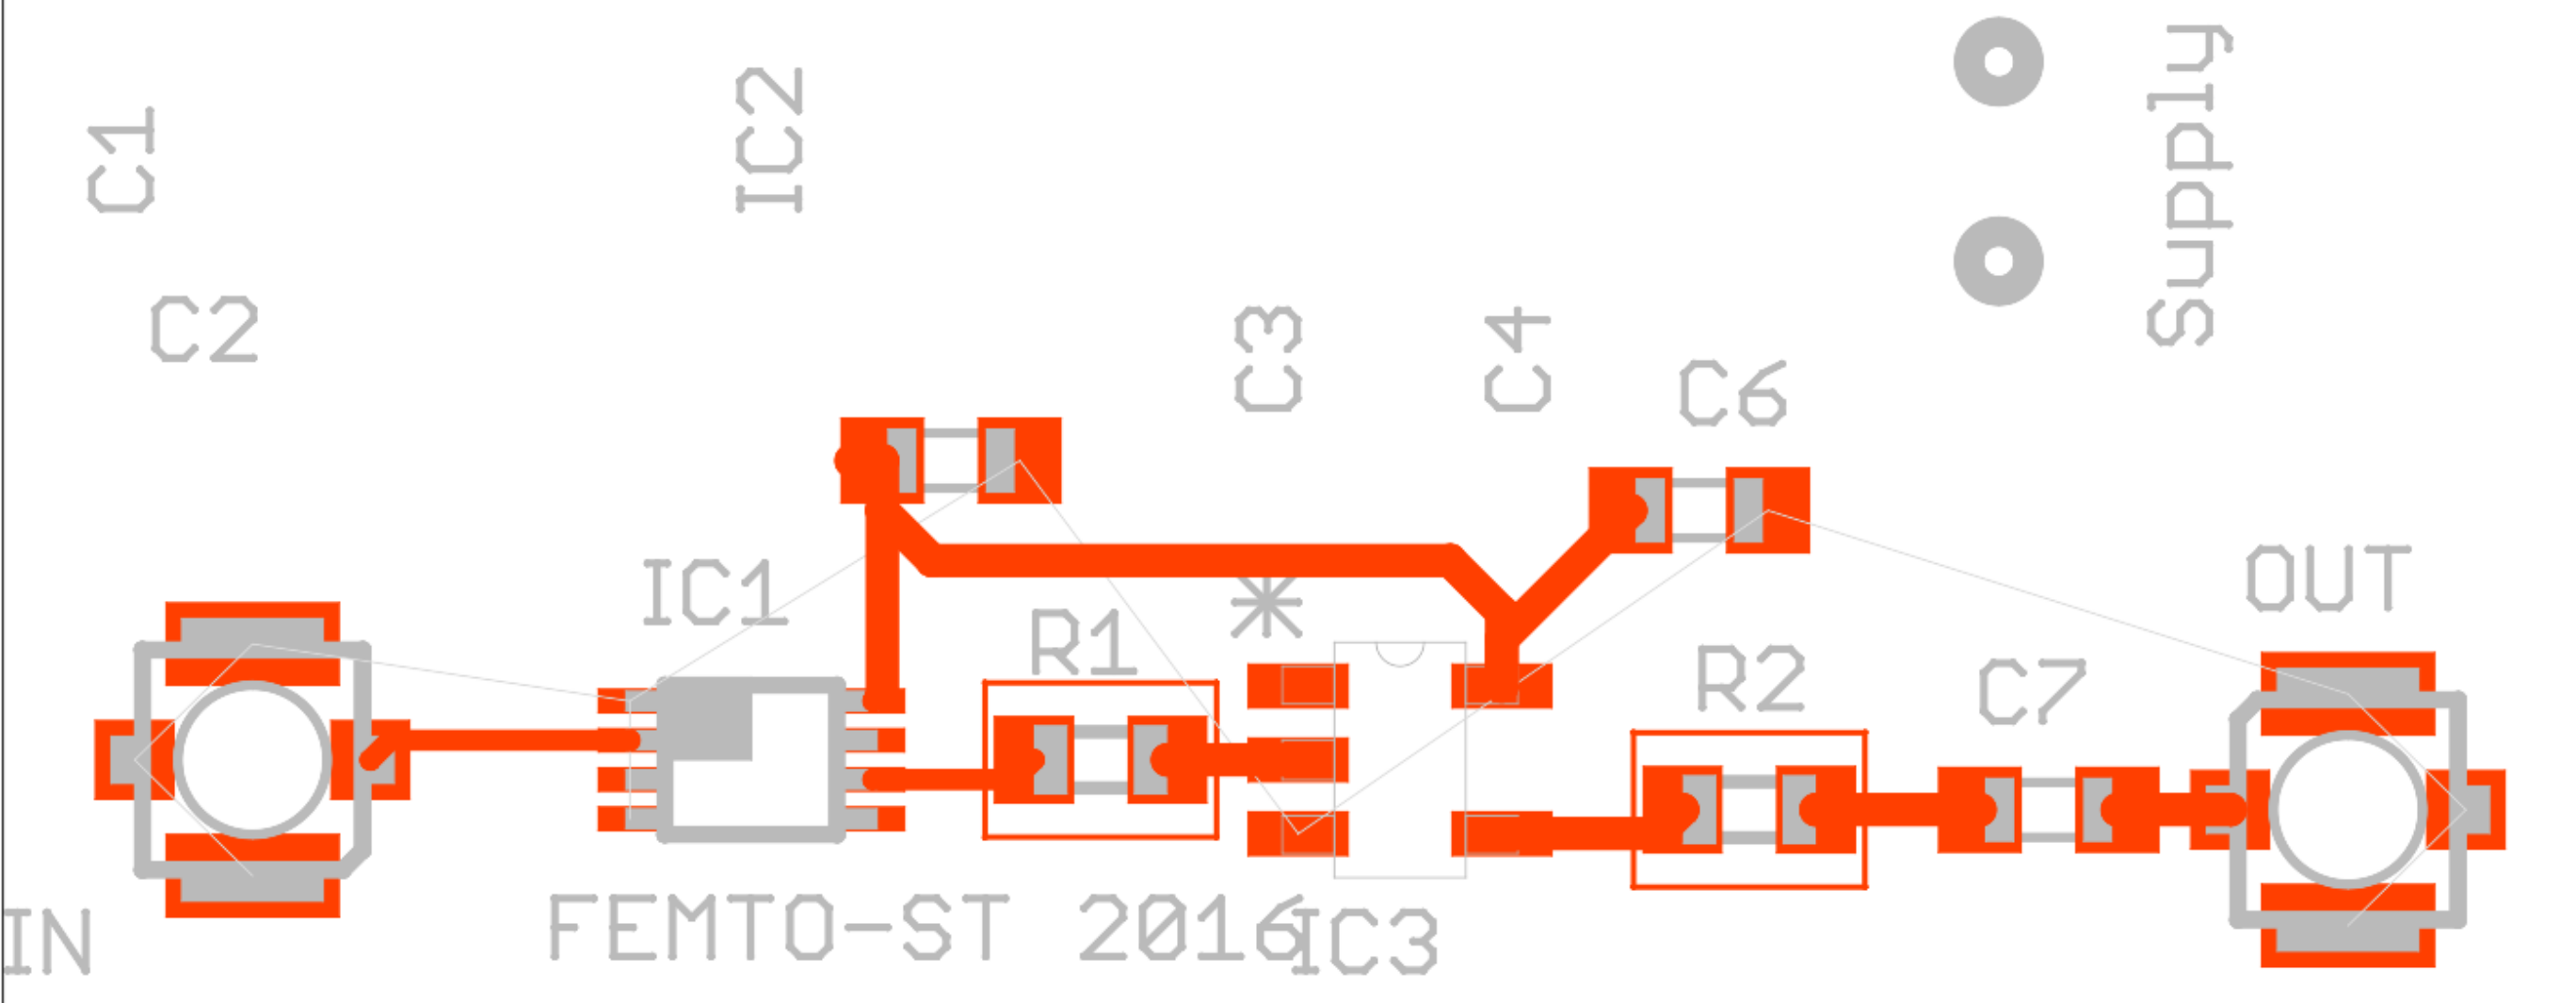 C1
IC2
Supply
C2
C3
C4
C6
IC1
OUT
R1
R2
C7
IN
FEMTO-ST 2016
IC3